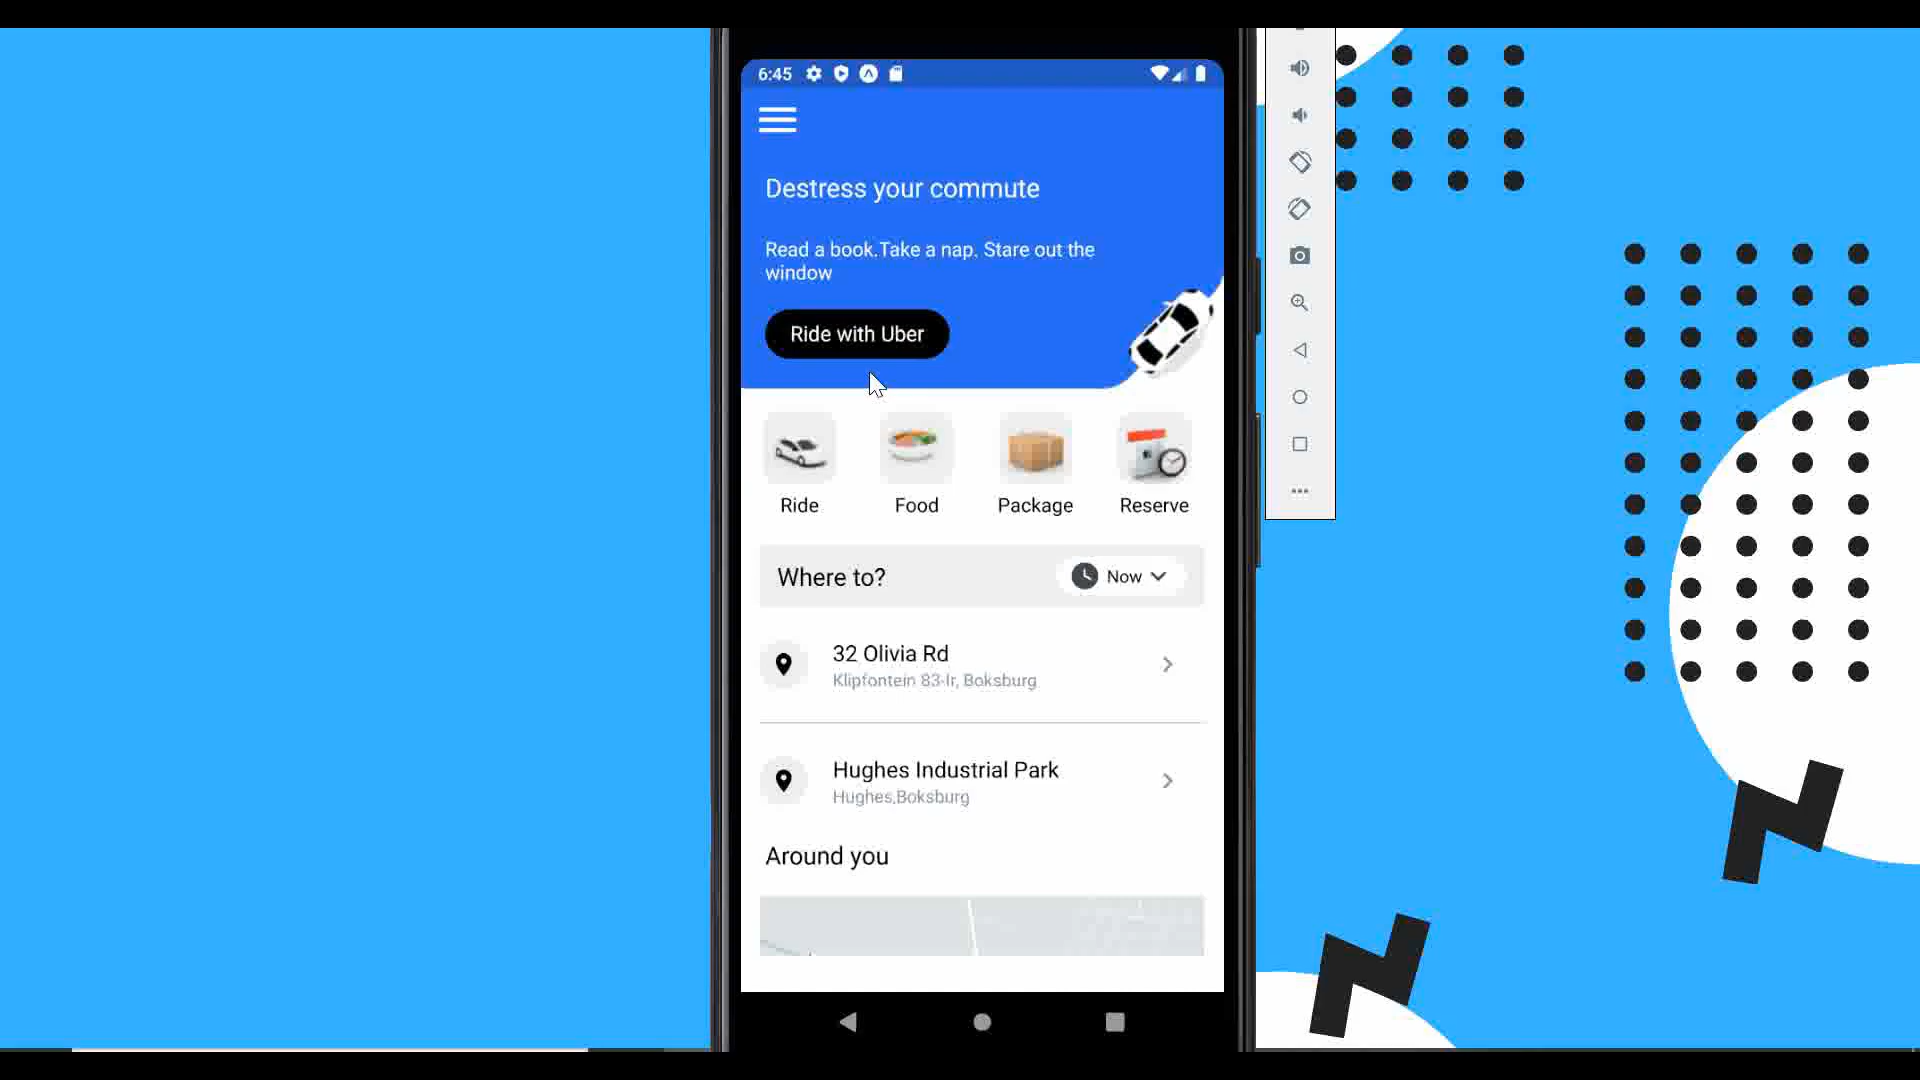 6:45
Destress your commute
Read a book.Take a nap. Stare out the
window
Ride with Uber
Ride
Food
Package
Reserve
Where to?
Now
32 Olivia Rd
Klipfontein 83-Ir, Boksburg
Hughes Industrial Park
Hughes,Boksburg
Around you